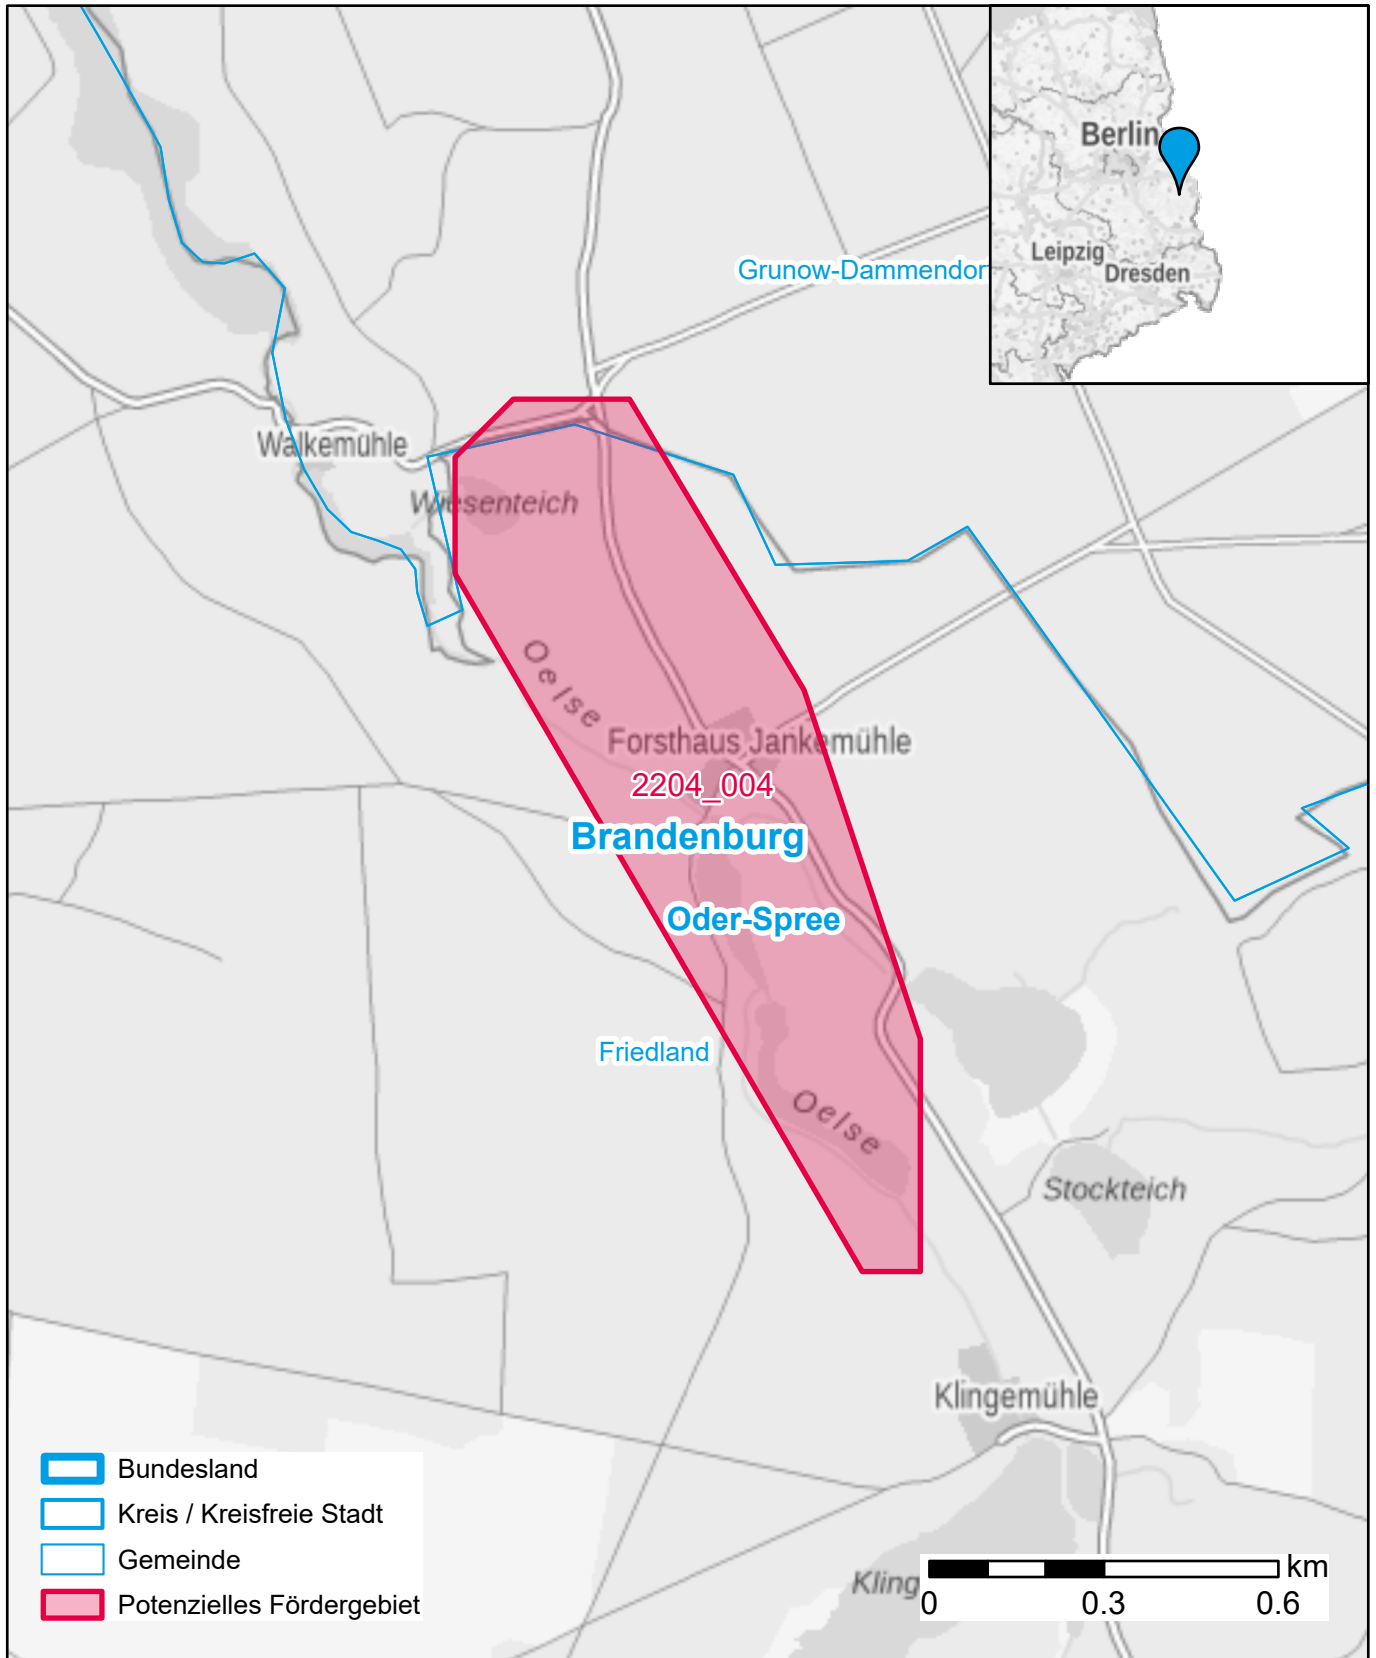 Berlin
Leipzig
Dresden
Grunow-Dammendor
Walkemühle
Wiesenteich
Oelse
Forsthaus Jankemühle
2204_004
Brandenburg
Oder-Spree
Friedland
Oelse
Stockteich
Klingemühle
Kling
Bundesland
Kreis / Kreisfreie Stadt
Gemeinde
Potenzielles Fördergebiet
km
0 0.3 0.6